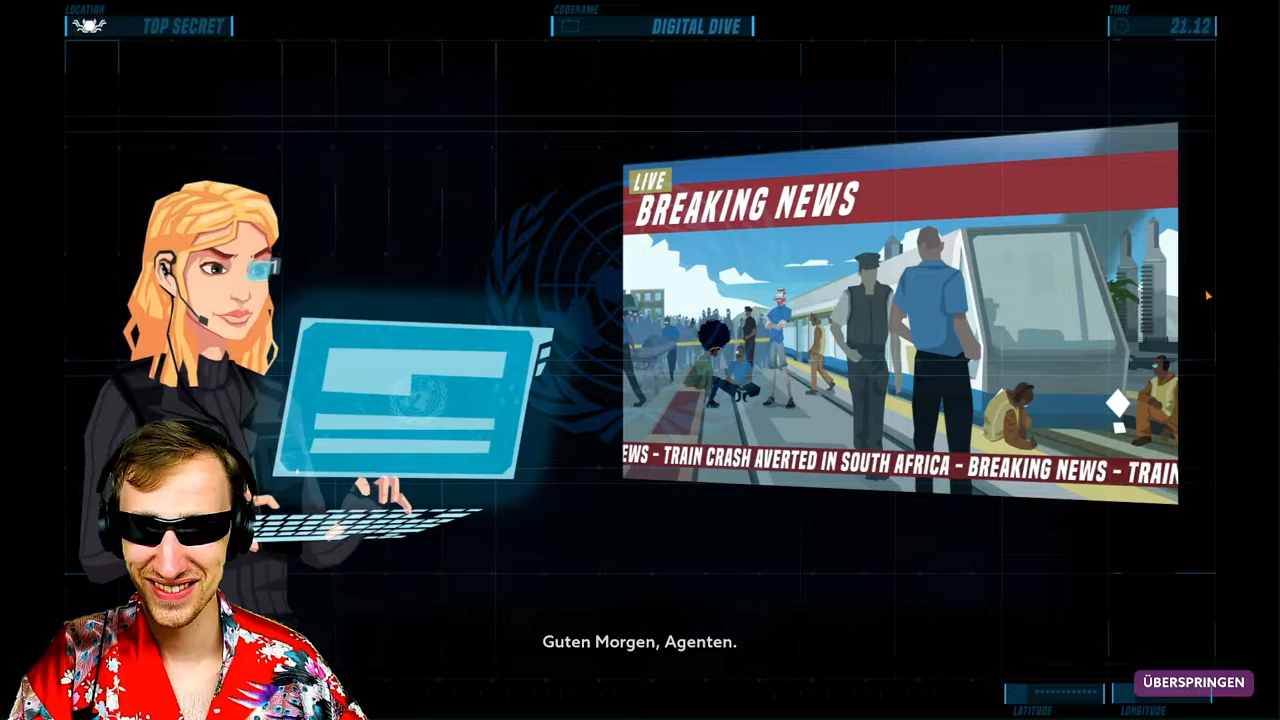 LOCATION
TOP SECRET
CODENAME
DIGITAL DIVE
TIME
21.12
LIVE
BREAKING NEWS
EWS - TRAIN CRASH AVERTED IN SOUTH AFRICA - BREAKING NEWS - TRAIN
Guten Morgen, Agenten.
ÜBERSPRINGEN
LATITUDE
LONGITUDE